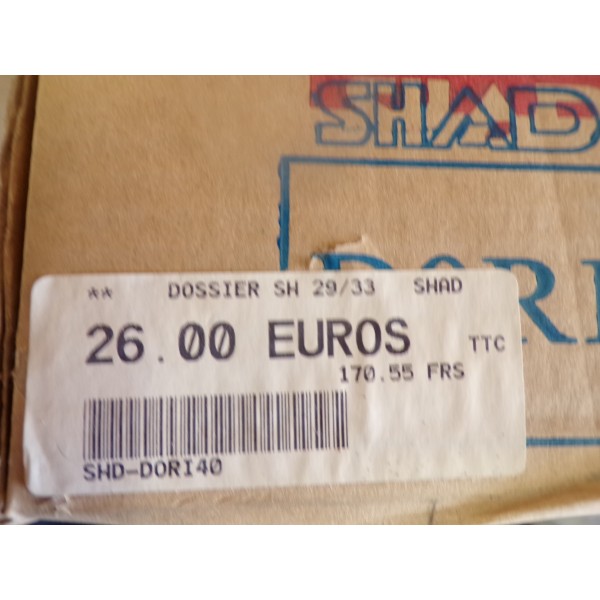 SHAD
** DOSSIER SH 29/33 SHAD
26.00 EUROS TTC
170.55 FRS
SHD-DORI40